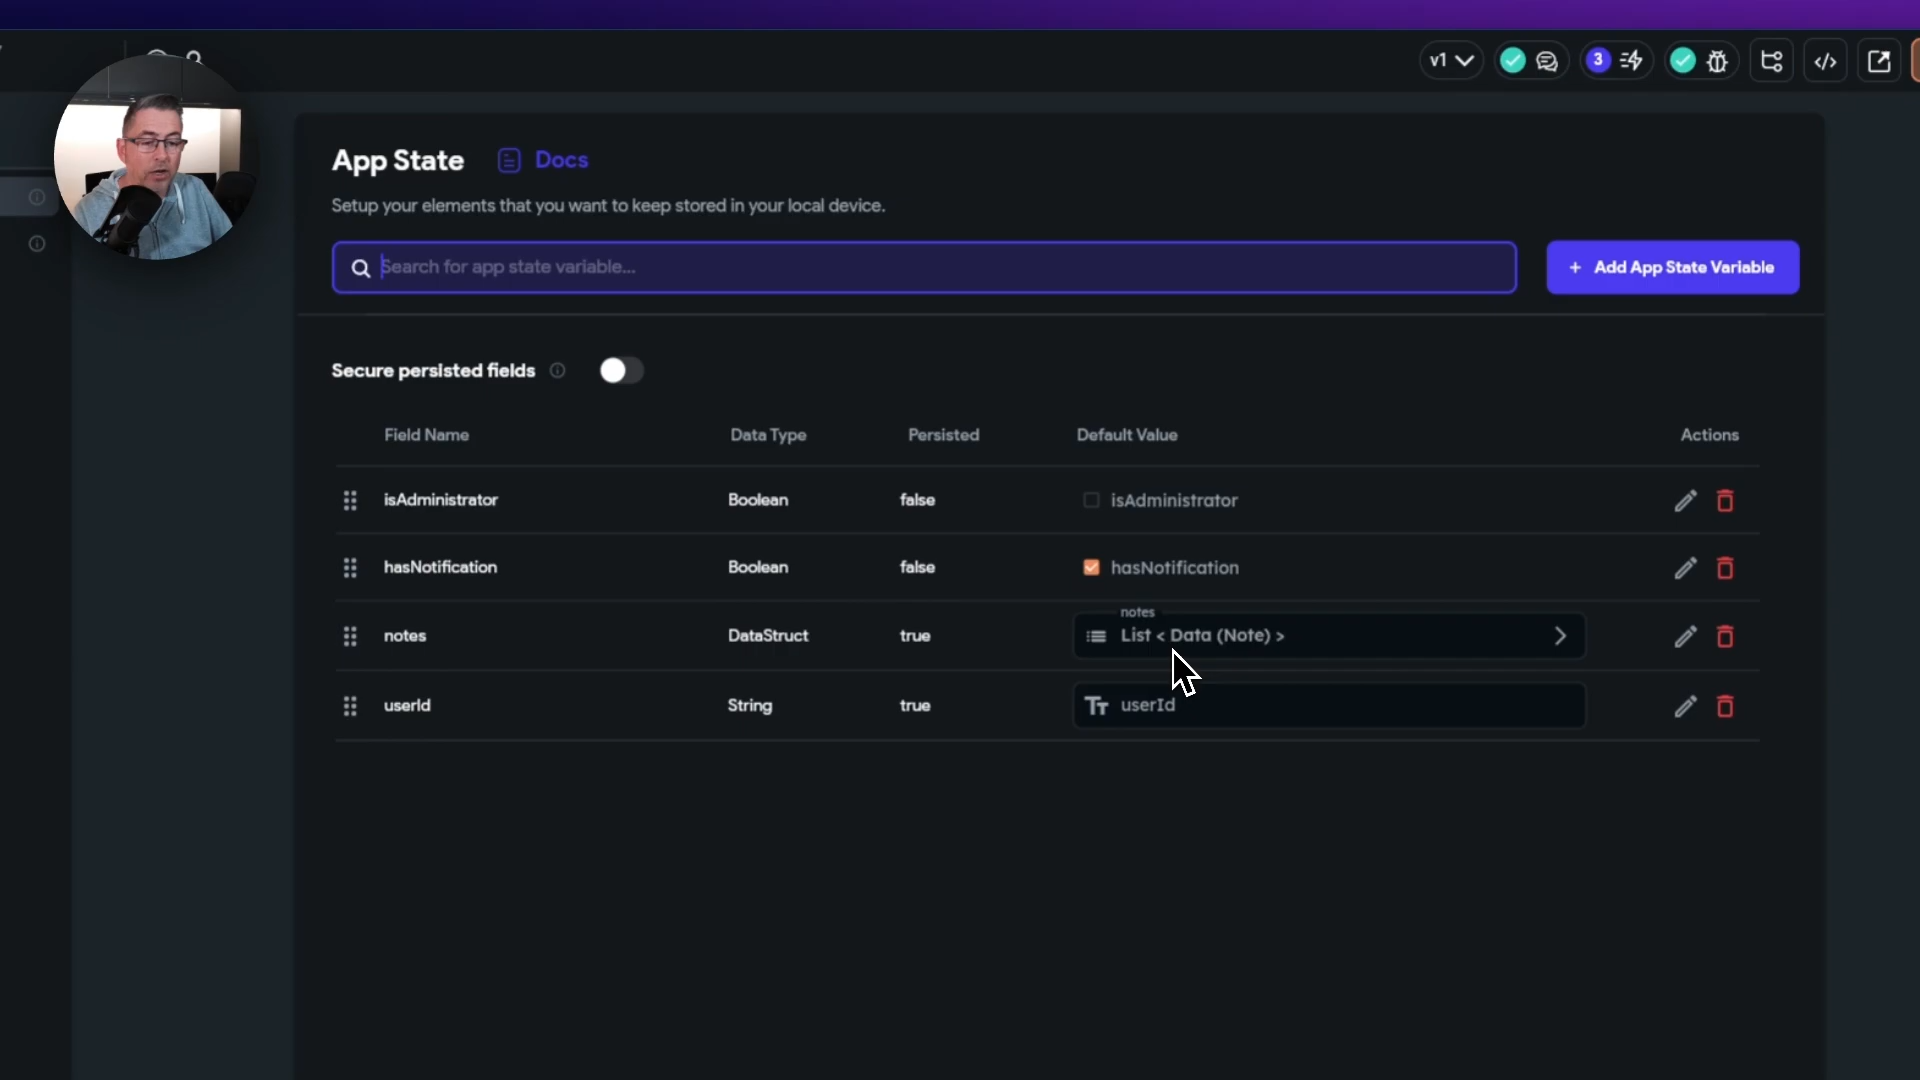 v1
3
App State
Docs
Setup your elements that you want to keep stored in your local device.
Search for app state variable...
+ Add App State Variable
Secure persisted fields
Field Name Data Type Persisted Default Value Actions
isAdministrator Boolean false isAdministrator
hasNotification Boolean false hasNotification
notes
notes DataStruct true List < Data (Note) >
userId String true userId